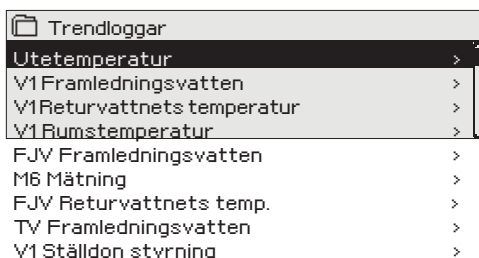 Trendloggar
Utetemperatur >
V1 Framledningsvatten >
V1 Returvattnets temperatur >
V1 Rumstemperatur >
FJV Framledningsvatten >
M6 Mätning >
FJV Returvattnets temp. >
TV Framledningsvatten >
V1 Ställdon styrning >